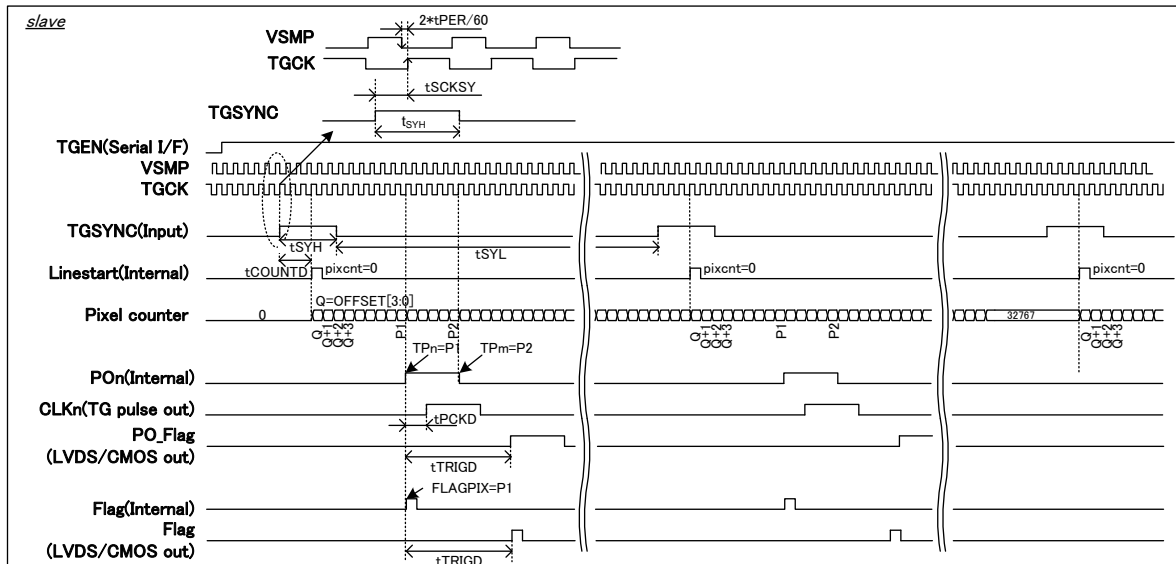 slave
2*tPER/60
VSMP
TGCK
tSCKSY
TGSYNC
tSYH
TGEN(Serial I/F)
VSMP
TGCK
TGSYNC(Input)
tSYH
tSYL
tCOUNTD
Linestart(Internal)
pixcnt=0
pixcnt=0
pixcnt=0
Q=OFFSET[3:0]
Pixel counter
0
32767
Q
Q+1
Q+2
Q+3
P1
P2
Q
Q+1
Q+2
Q+3
P1
P2
Q
Q+1
Q+2
Q+3
TPn=P1
TPm=P2
POn(Internal)
CLKn(TG pulse out)
tPCKD
PO_Flag
(LVDS/CMOS out)
tTRIGD
FLAGPIX=P1
Flag(Internal)
Flag
(LVDS/CMOS out)
tTRIGD